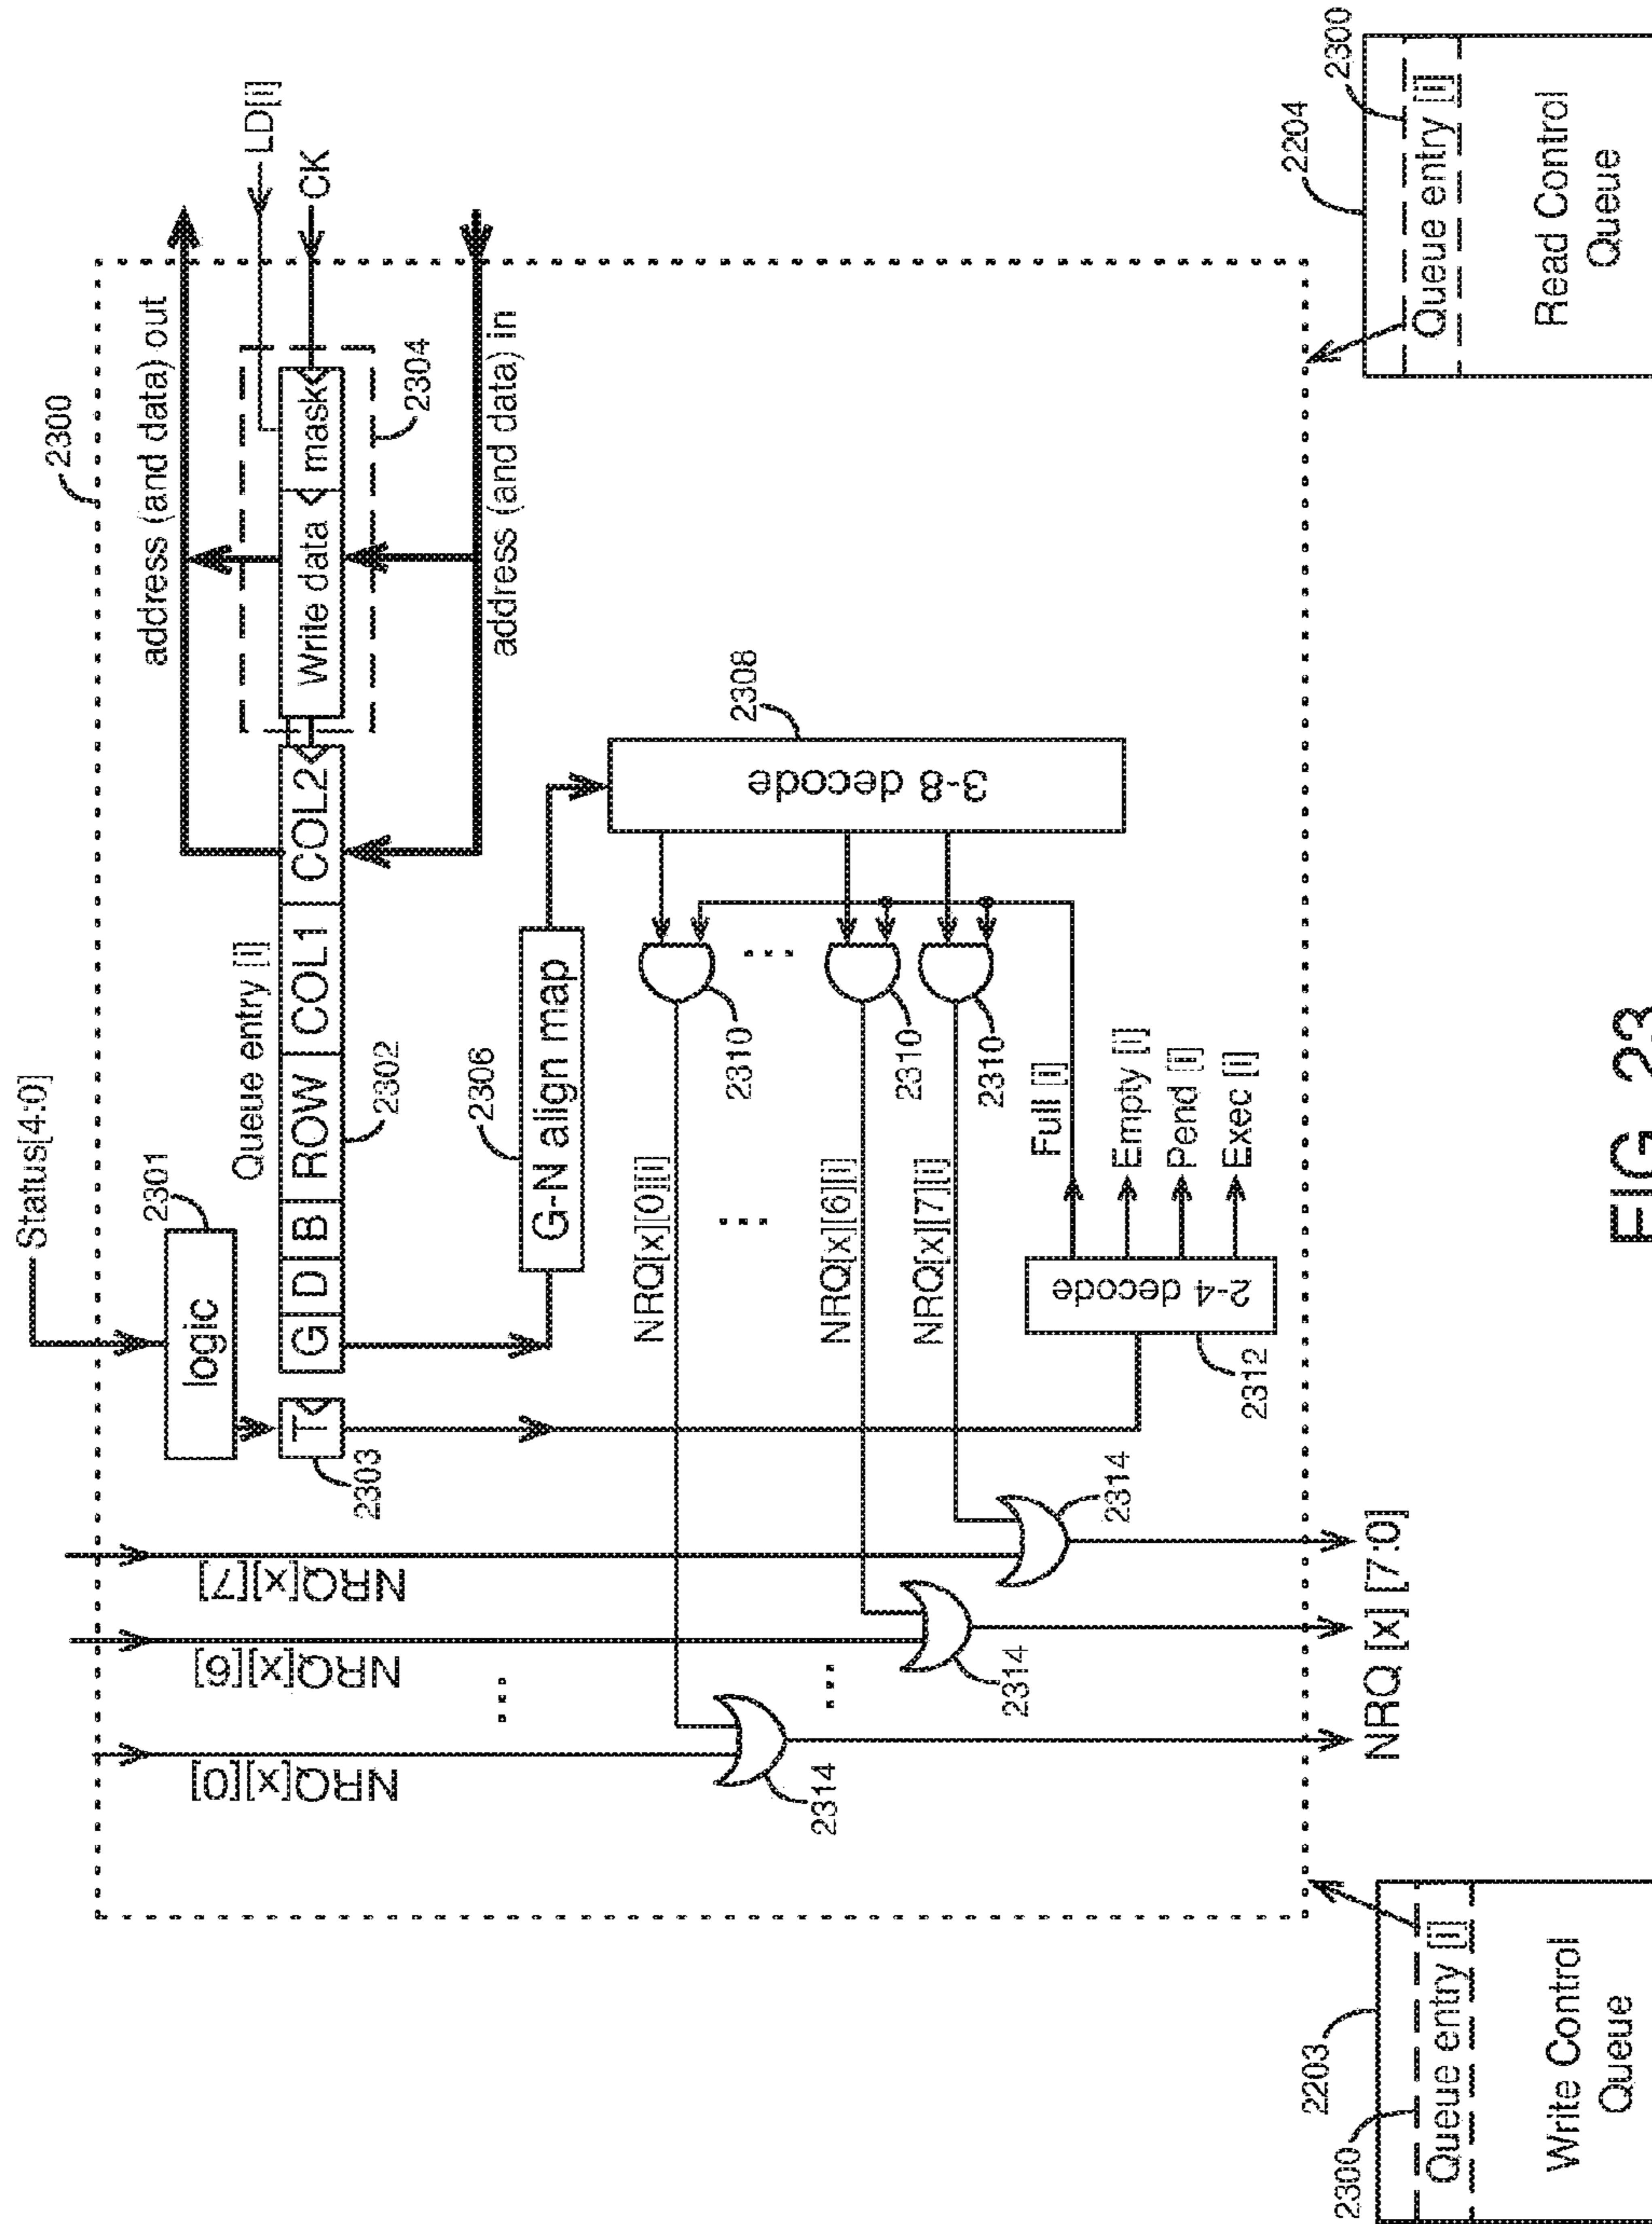 Status[4:0]
2300
2301
logic
address (and data) out
LD[i]
Queue entry [i]
T
G
D
B
ROW
COL1
COL2
Write data
mask
CK
2303
2302
2304
address (and data) in
2306
G-N align map
2308
3-8 decode
NRQ[x][0]
NRQ[x][6]
NRQ[x][7]
NRQ[x][0][i]
2310
...
...
...
NRQ[x][6][i]
2310
NRQ[x][7][i]
2310
2314
...
2314
2314
Full [i]
Empty [i]
Pend [i]
Exec [i]
2-4 decode
2312
NRQ [x] [7:0]
2203
2300
Queue entry [i]
Write Control
Queue
2204
2300
Queue entry [i]
Read Control
Queue
FIG 23